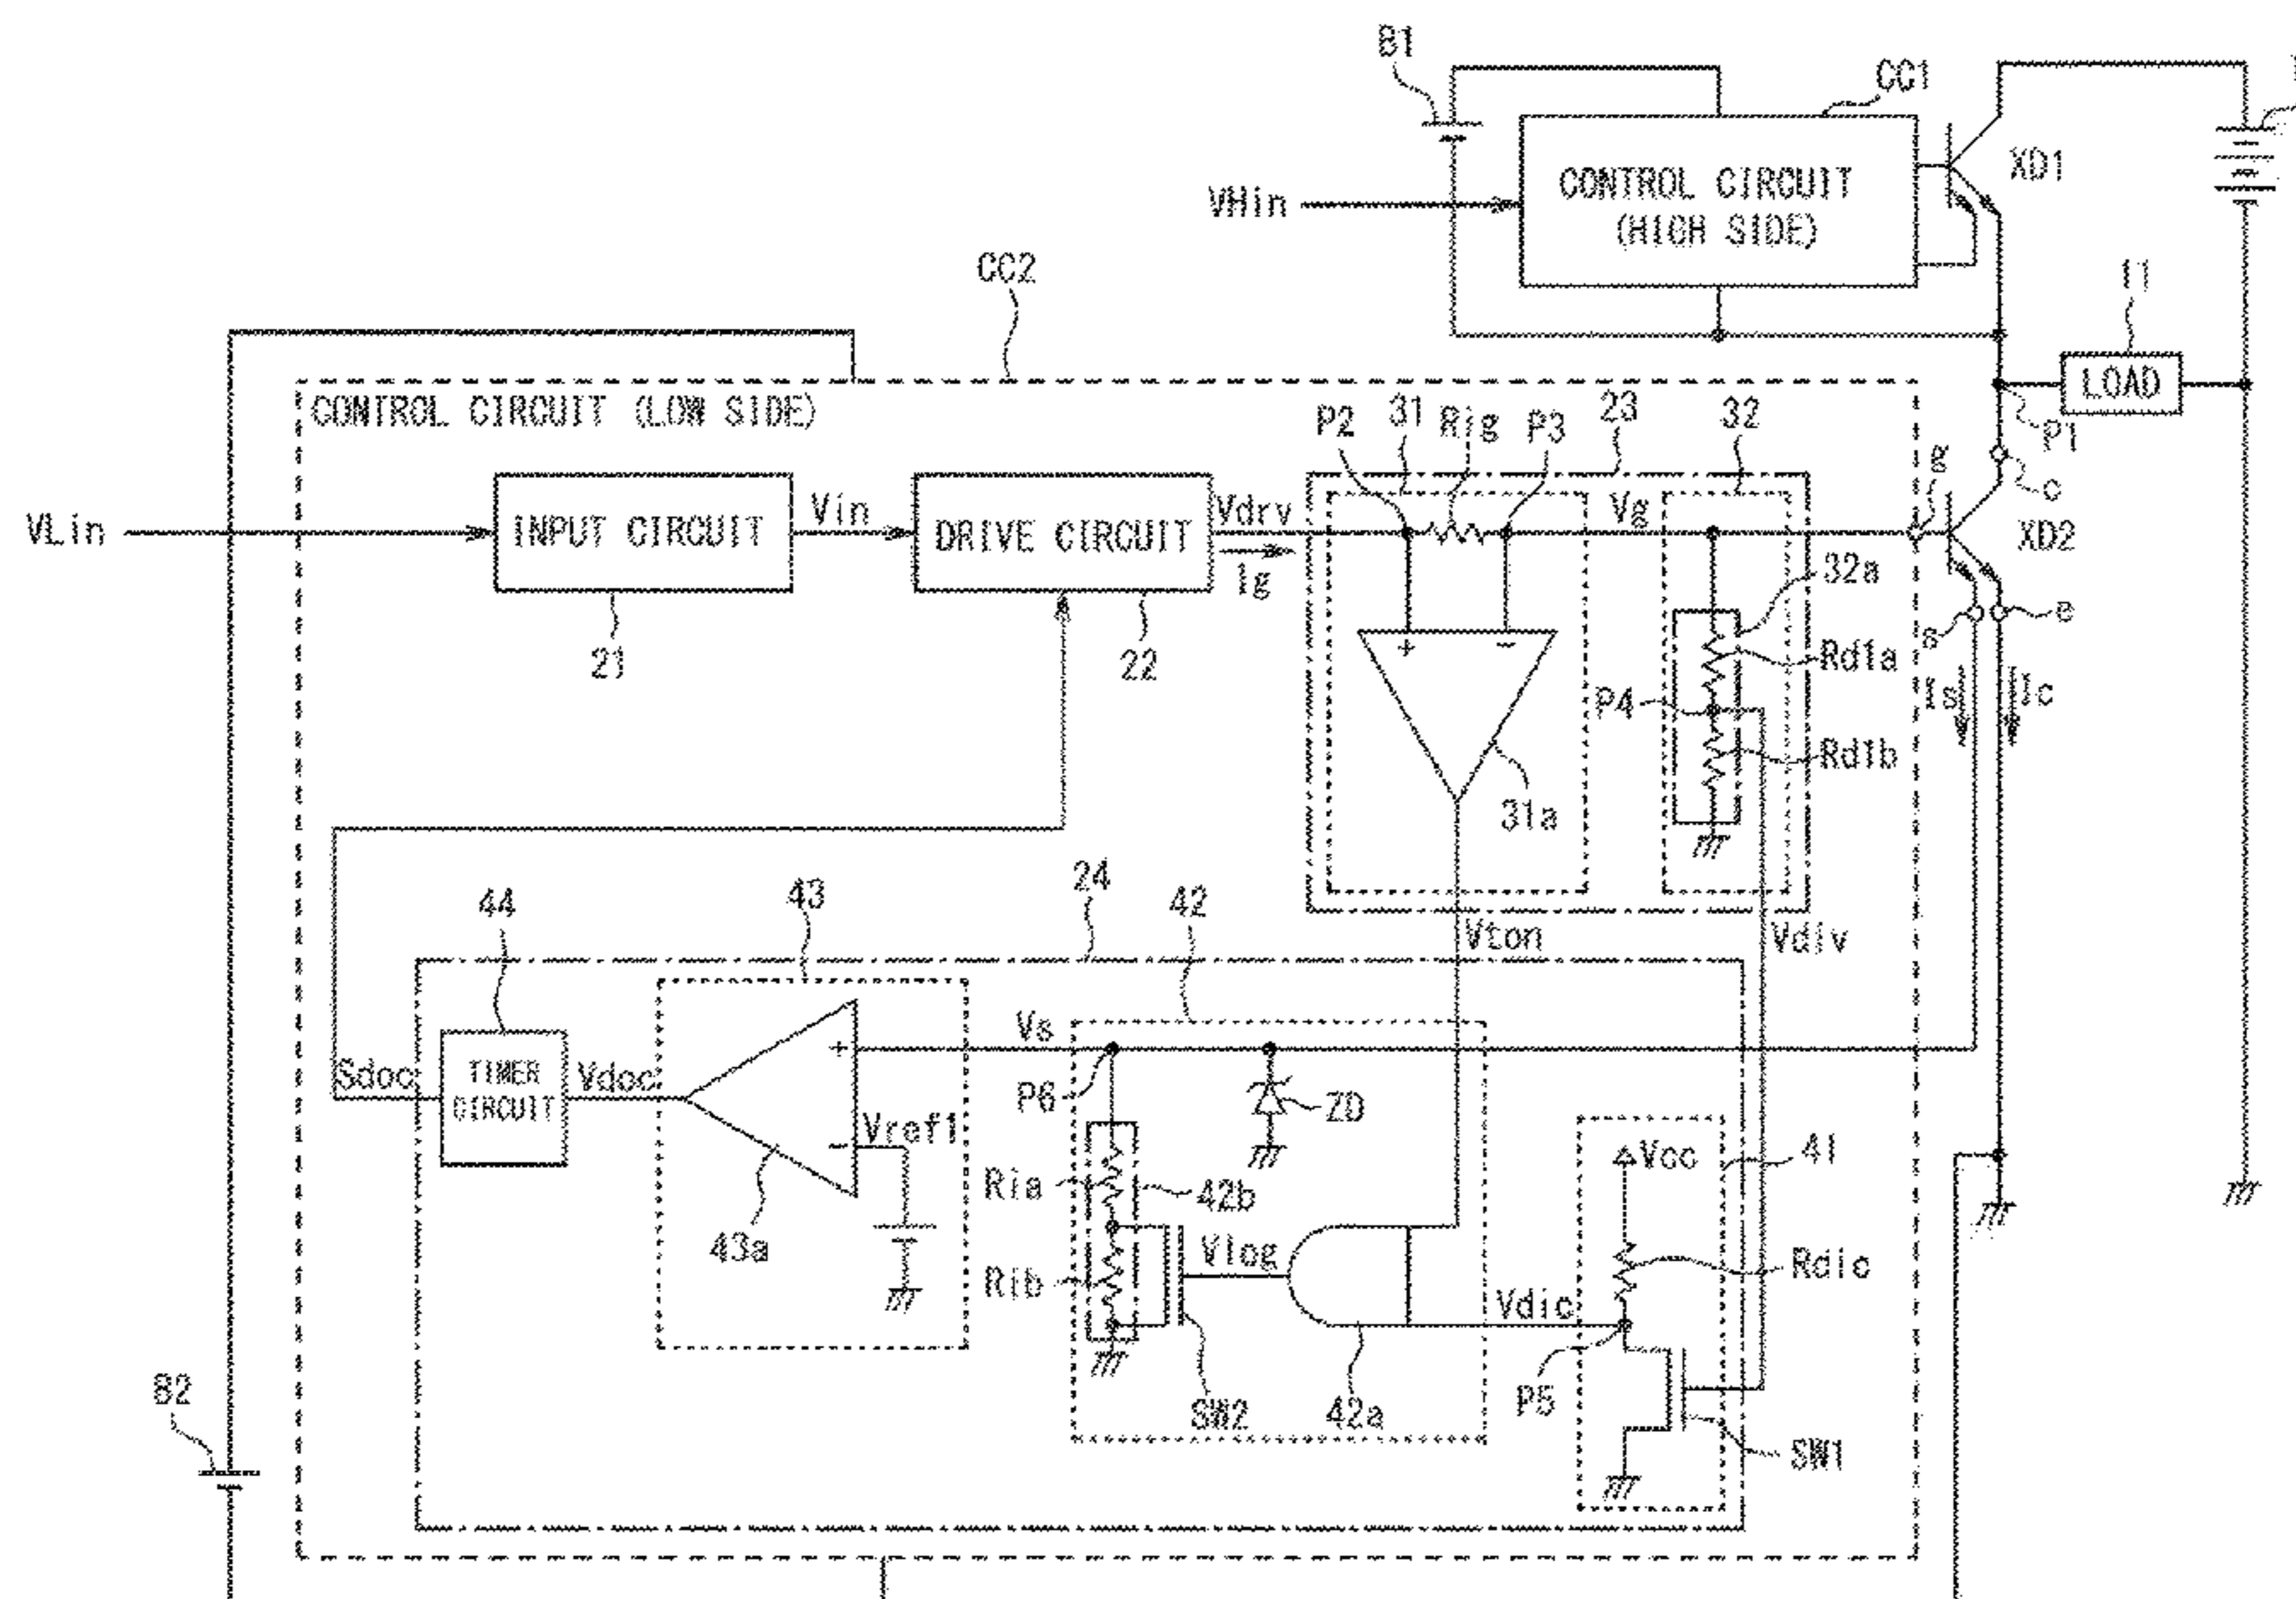 B1
CC1
CONTROL CIRCUIT
(HIGH SIDE)
XD1
VHin
CC2
11
LOAD
P1
CONTROL CIRCUIT (LOW SIDE)
P2
31
Rig
P3
23
32
g
c
VLin
INPUT CIRCUIT
Vin
DRIVE CIRCUIT
Vdrv
Ig
Vg
XD2
32a
21
22
+
−
s
e
Rd1a
P4
Is
Ic
Rd1b
31a
44
43
24
42
Vton
Vdiv
Sdoc
TIMER
CIRCUIT
Vdoc
+
Vs
P6
ZD
−
Vref1
Vcc
41
Ria
42b
43a
Rib
Vlog
Rdic
Vdic
SW2
42a
P5
SW1
B2